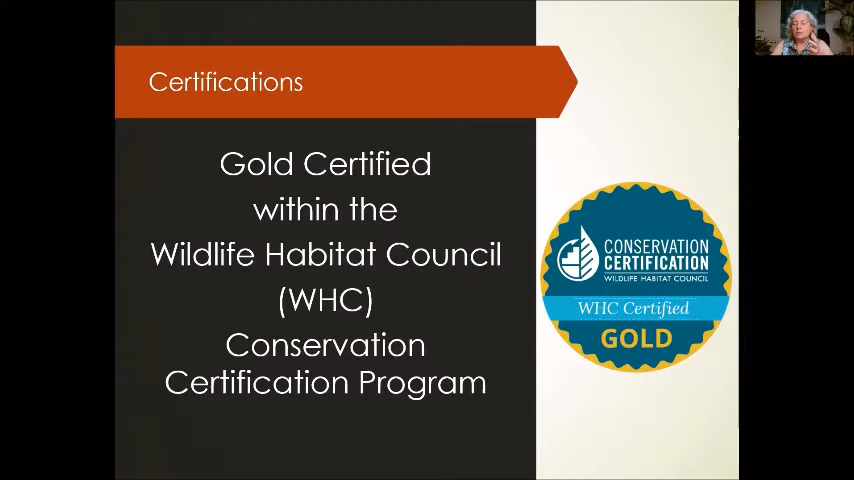 Certifications
Gold Certified
within the
Wildlife Habitat Council
(WHC)
Conservation
Certification Program
CONSERVATION
CERTIFICATION
WILDLIFE HABITAT COUNCIL
WHC Certified
GOLD